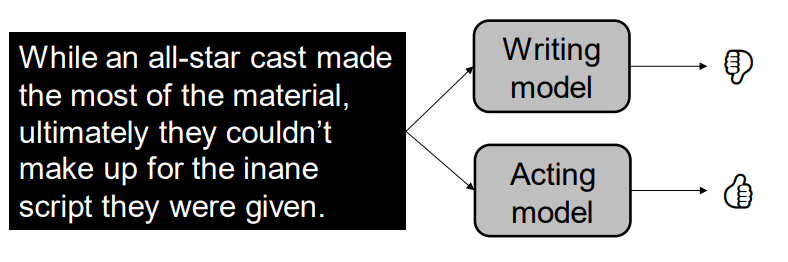 While an all-star cast made
the most of the material,
ultimately they couldn’t
make up for the inane
script they were given.
Writing
model
Acting
model